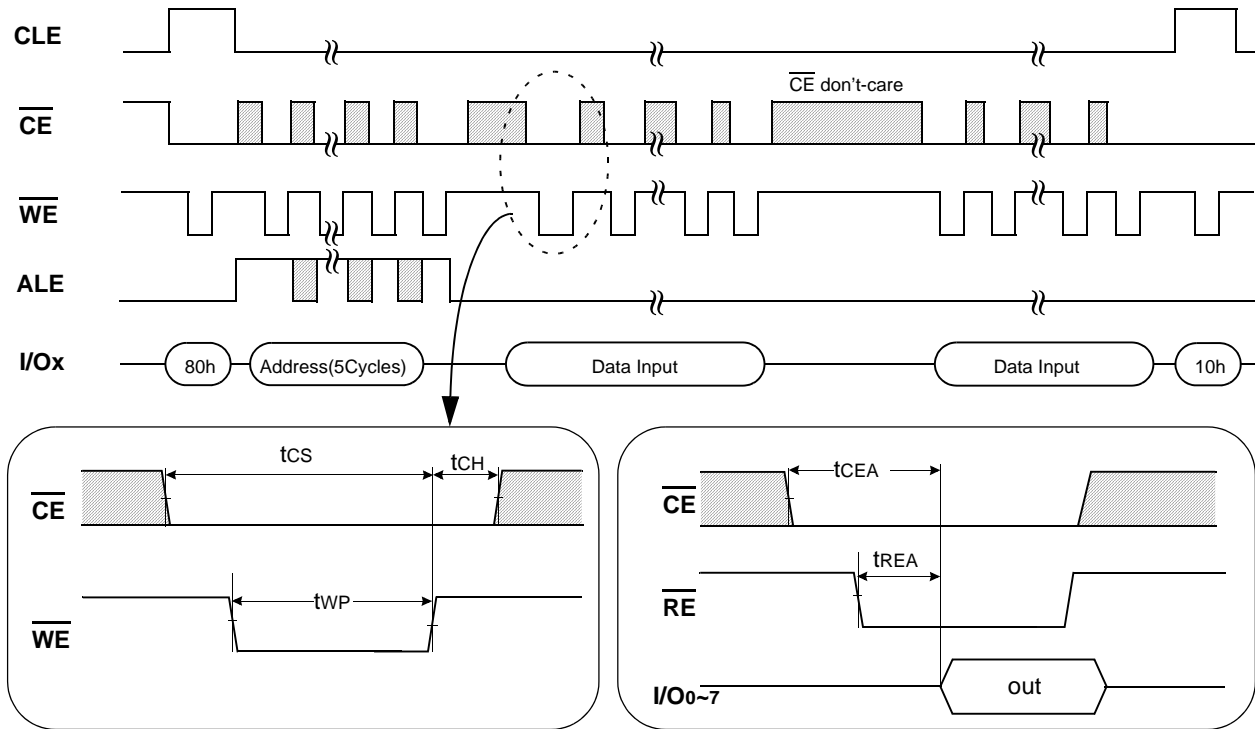 CLE
CE don't-care
CE
WE
ALE
I/Ox 80h Address(5Cycles) Data Input Data Input 10h
tCS tCH
CE
tWP
WE
tCEA
CE
tREA
RE
I/O0~7 out